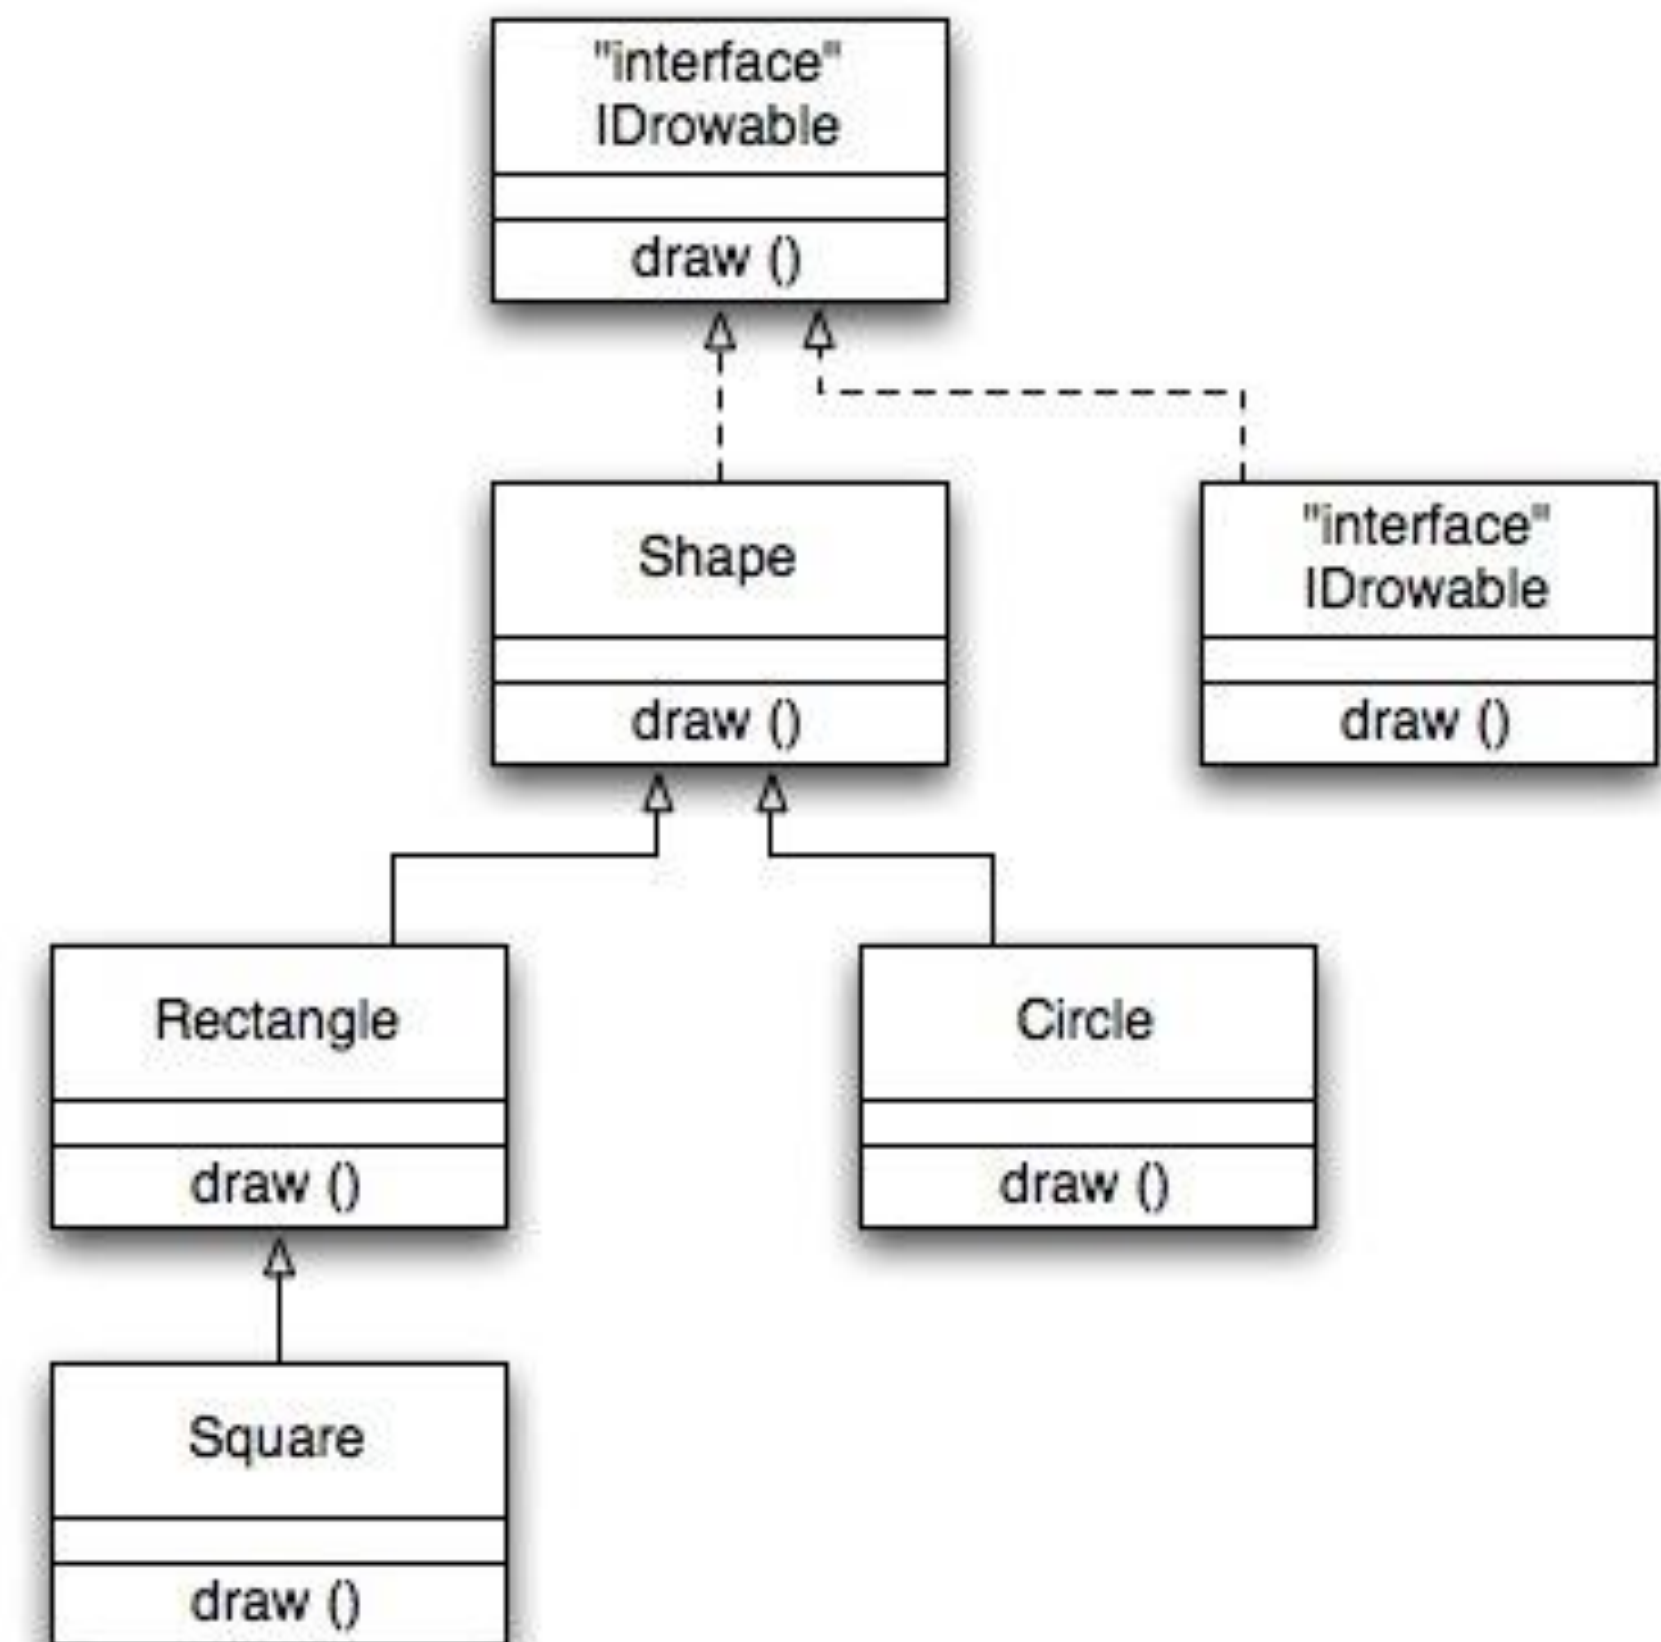 "interface"
IDrowable
draw ()
Shape
draw ()
"interface"
IDrowable
draw ()
Rectangle
draw ()
Circle
draw ()
Square
draw ()